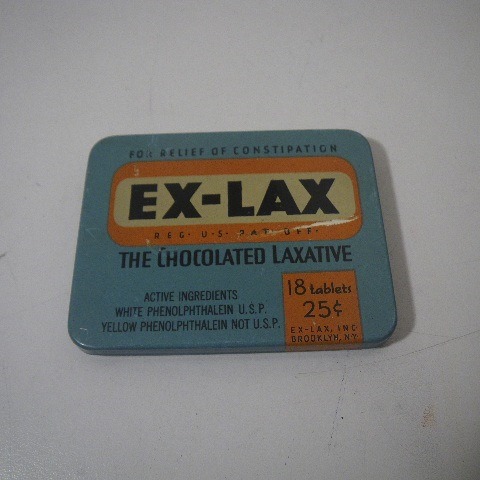 FOR RELIEF OF CONSTIPATION
EX-LAX
REG. U.S. PAT. OFF.
THE CHOCOLATED LAXATIVE
ACTIVE INGREDIENTS
WHITE PHENOLPHTHALEIN U.S.P.
YELLOW PHENOLPHTHALEIN NOT U.S.P.
18 tablets
25¢
EX-LAX, INC.
BROOKLYN, N.Y.